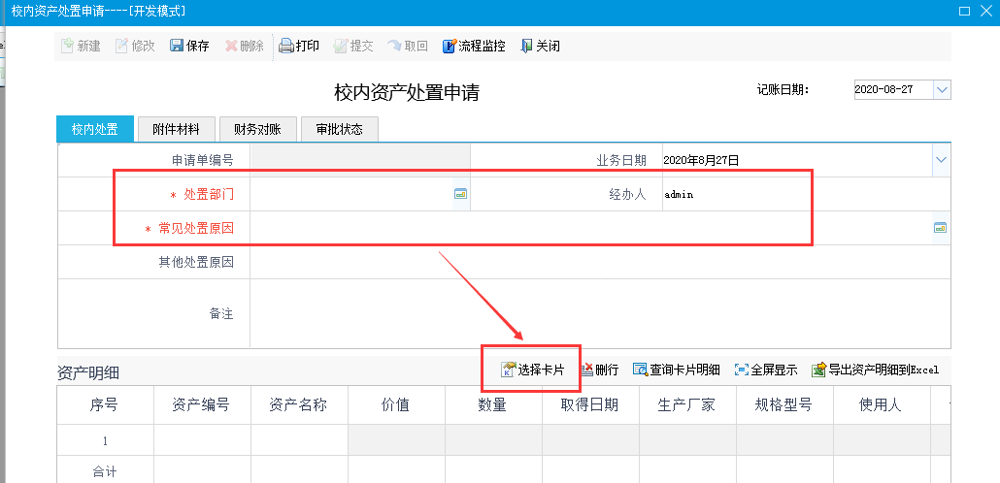 校内资产处置申请----[开发模式]
新建 修改 保存 删除 打印 提交 取回 流程监控 关闭
校内资产处置申请
记账日期: 2020-08-27
校内处置 附件材料 财务对账 审批状态
申请单编号 业务日期 2020年8月27日
* 处置部门 经办人 admin
* 常见处置原因
其他处置原因
备注
资产明细 选择卡片 删行 查询卡片明细 全屏显示 导出资产明细到Excel
序号 资产编号 资产名称 价值 数量 取得日期 生产厂家 规格型号 使用人
1
合计